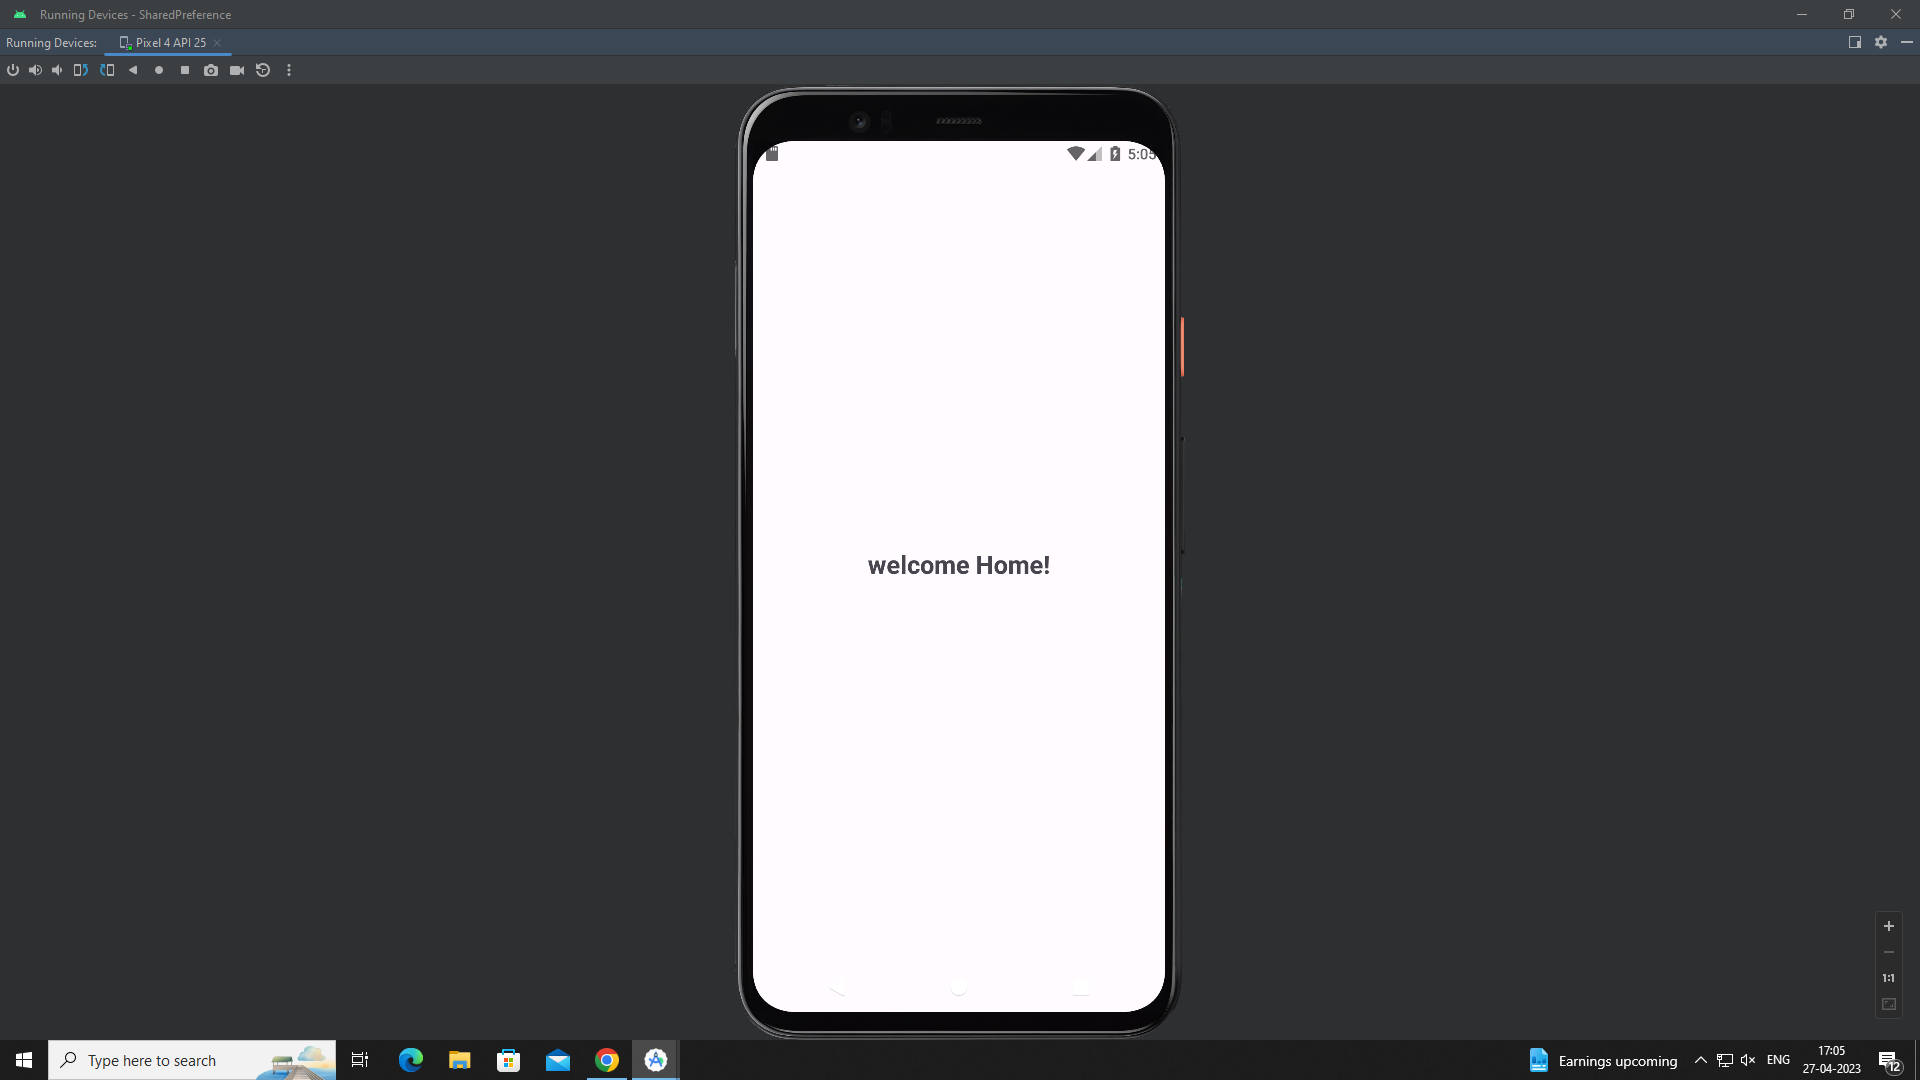 Running Devices - SharedPreference
Running Devices: Pixel 4 API 25
5:05
welcome Home!
1:1
Type here to search
Earnings upcoming
ENG
17:05
27-04-2023
12